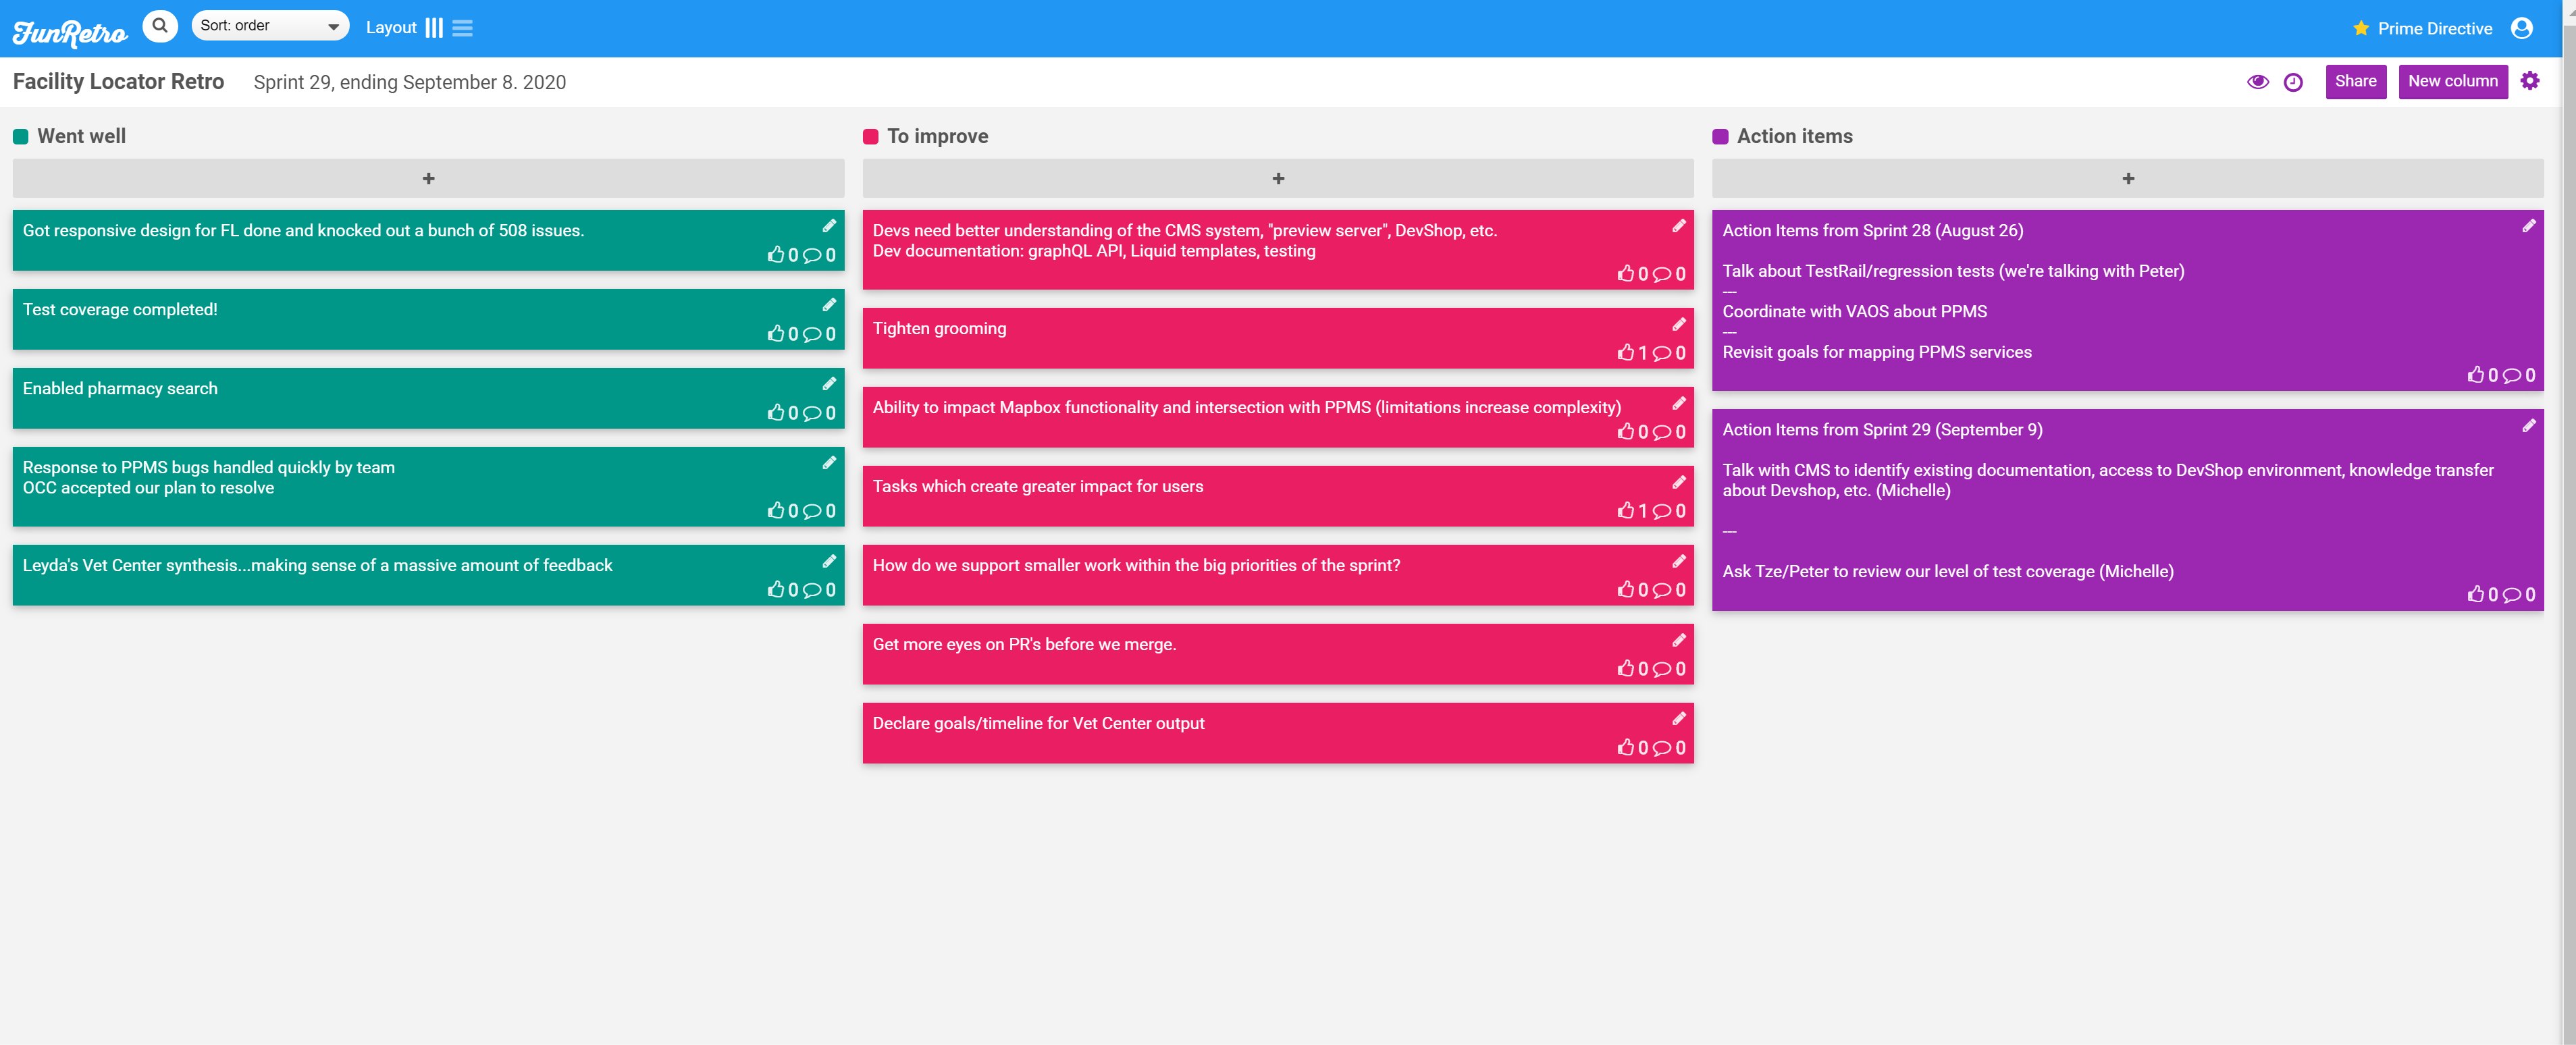 FunRetro
Sort: order
Layout
Prime Directive
Facility Locator Retro
Sprint 29, ending September 8. 2020
Share
New column
Went well
+
Got responsive design for FL done and knocked out a bunch of 508 issues.
0 0
Test coverage completed!
0 0
Enabled pharmacy search
0 0
Response to PPMS bugs handled quickly by team
OCC accepted our plan to resolve
0 0
Leyda's Vet Center synthesis...making sense of a massive amount of feedback
0 0
To improve
+
Devs need better understanding of the CMS system, "preview server", DevShop, etc.
Dev documentation: graphQL API, Liquid templates, testing
0 0
Tighten grooming
1 0
Ability to impact Mapbox functionality and intersection with PPMS (limitations increase complexity)
0 0
Tasks which create greater impact for users
1 0
How do we support smaller work within the big priorities of the sprint?
0 0
Get more eyes on PR's before we merge.
0 0
Declare goals/timeline for Vet Center output
0 0
Action items
+
Action Items from Sprint 28 (August 26)
Talk about TestRail/regression tests (we're talking with Peter)
---
Coordinate with VAOS about PPMS
---
Revisit goals for mapping PPMS services
0 0
Action Items from Sprint 29 (September 9)
Talk with CMS to identify existing documentation, access to DevShop environment, knowledge transfer
about Devshop, etc. (Michelle)
---
Ask Tze/Peter to review our level of test coverage (Michelle)
0 0